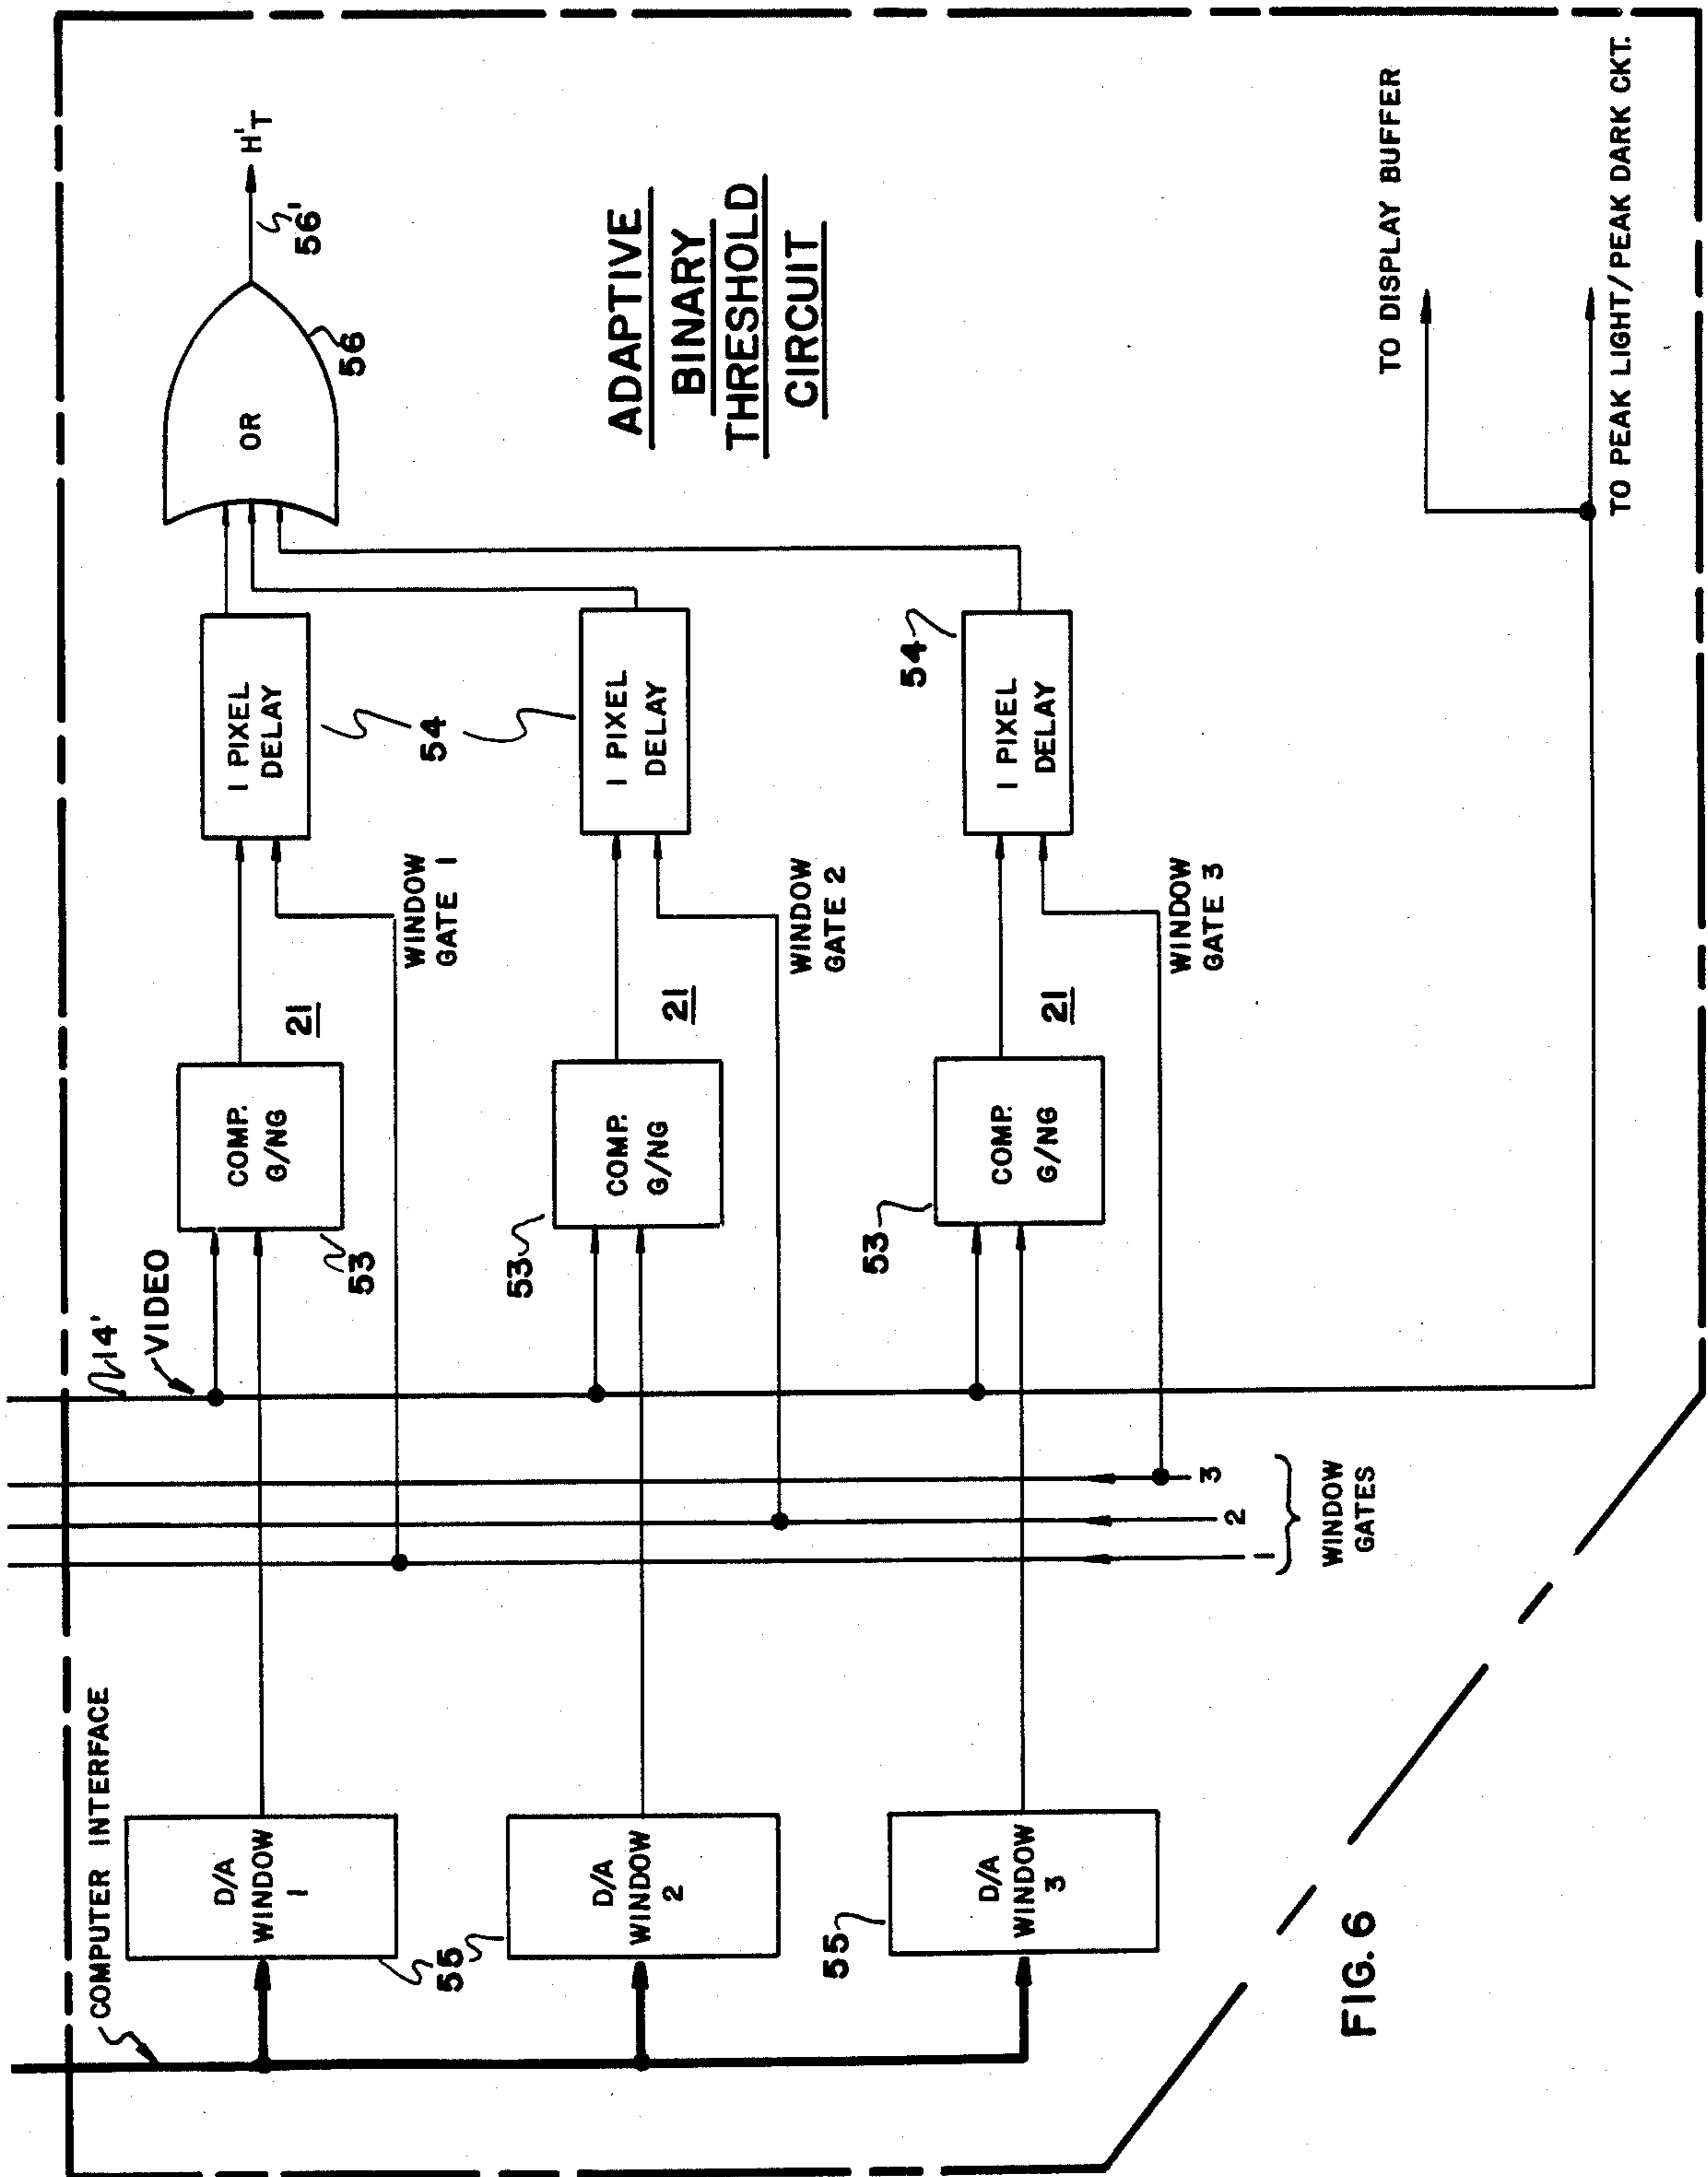 COMPUTER INTERFACE
14'
VIDEO
D/A
WINDOW
1
55
COMP.
G/NG
53
21
1 PIXEL
DELAY
54
WINDOW
GATE 1
OR
56
56'
H'T
D/A
WINDOW
2
COMP.
G/NG
53
21
1 PIXEL
DELAY
WINDOW
GATE 2
D/A
WINDOW
3
55
COMP.
G/NG
53
21
1 PIXEL
DELAY
54
WINDOW
GATE 3
ADAPTIVE
BINARY
THRESHOLD
CIRCUIT
1
2
3
WINDOW
GATES
TO DISPLAY BUFFER
TO PEAK LIGHT/PEAK DARK CKT.
FIG. 6